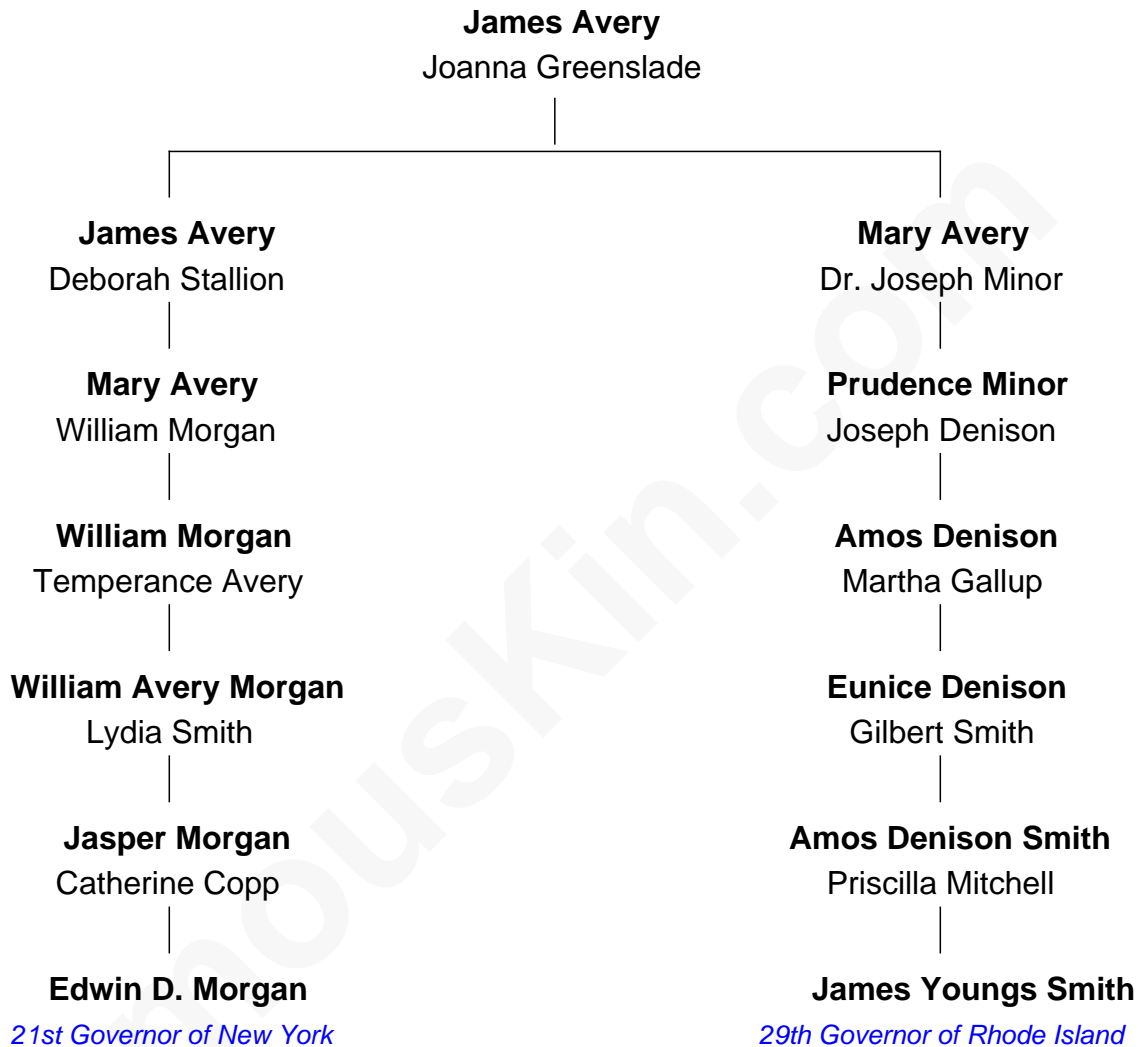 James Avery
Joanna Greenslade
James Avery
Deborah Stallion
Mary Avery
Dr. Joseph Minor
Mary Avery
William Morgan
Prudence Minor
Joseph Denison
William Morgan
Temperance Avery
Amos Denison
Martha Gallup
William Avery Morgan
Lydia Smith
Eunice Denison
Gilbert Smith
Jasper Morgan
Catherine Copp
Amos Denison Smith
Priscilla Mitchell
Edwin D. Morgan
21st Governor of New York
James Youngs Smith
29th Governor of Rhode Island
mouskin.com